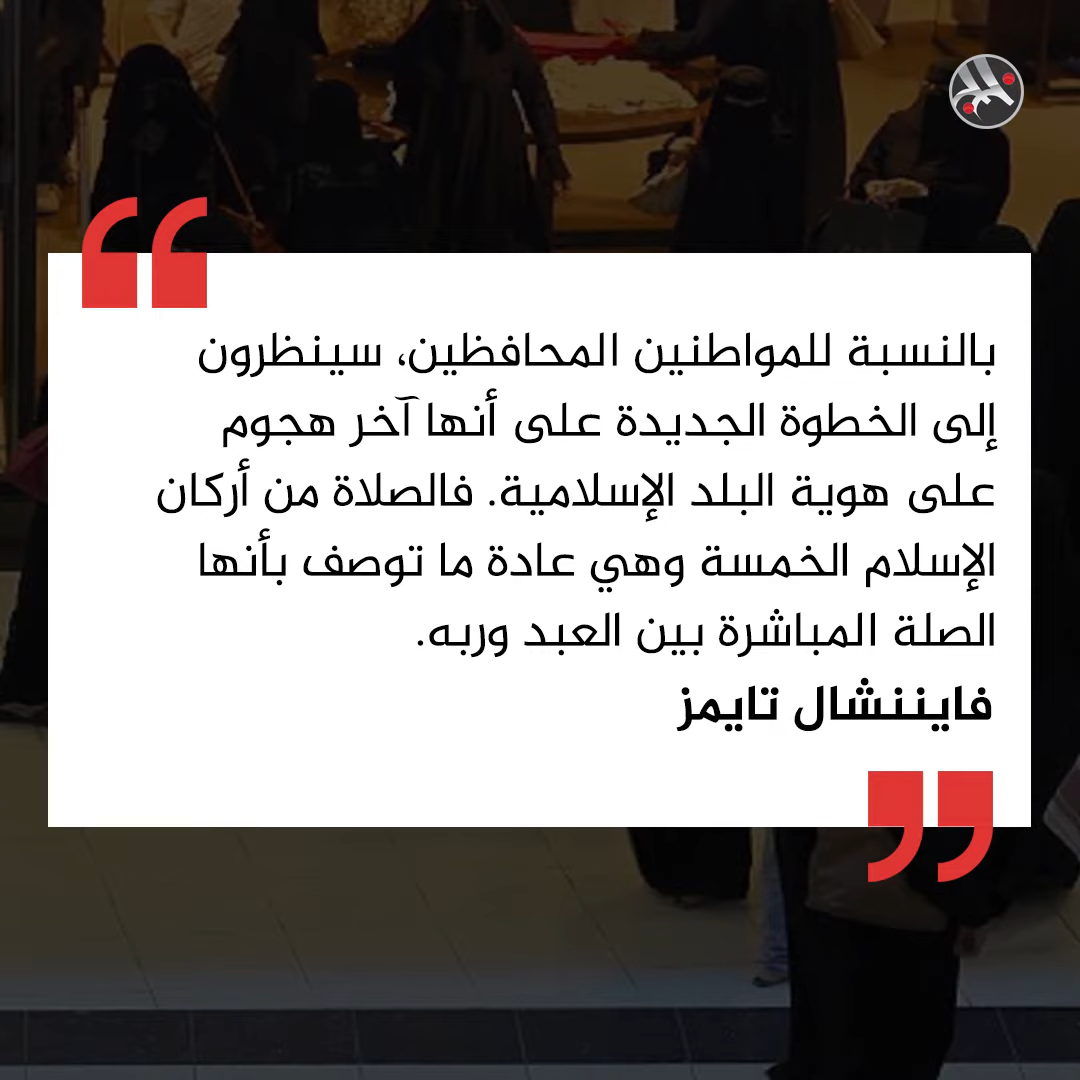 بالنسبة للمواطنين المحافظين، سينظرون
إلى الخطوة الجديدة على أنها آخر هجوم
على هوية البلد الإسلامية. فالصلاة من أركان
الإسلام الخمسة وهي عادة ما توصف بأنها
الصلة المباشرة بين العبد وربه.
فايننشال تايمز